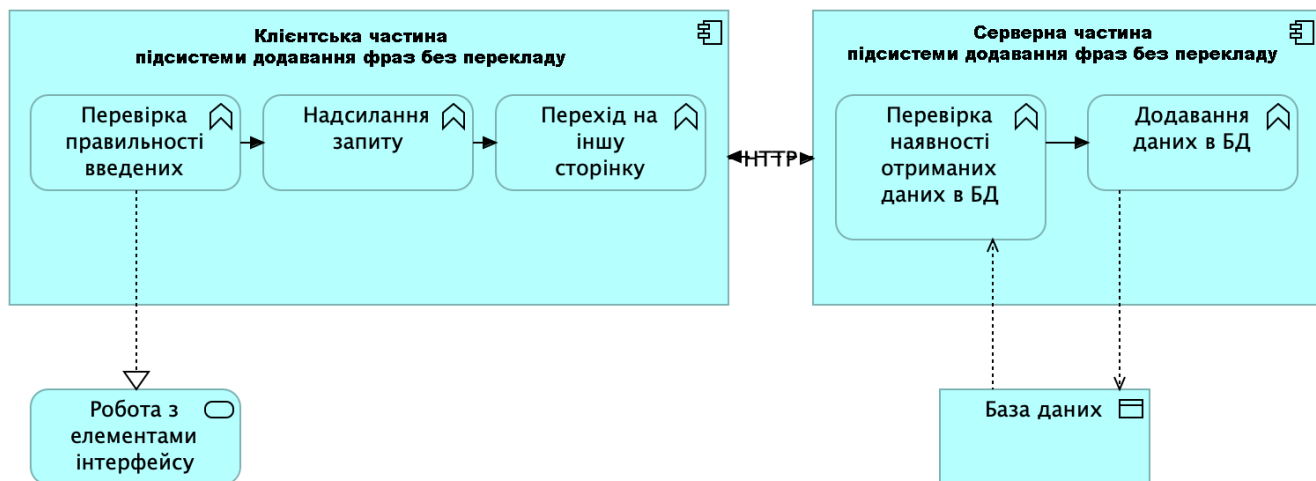 Клієнтська частина
підсистеми додавання фраз без перекладу
Перевірка
правильності
введених
Надсилання
запиту
Перехід на
іншу
сторінку
HTTP
Серверна частина
підсистеми додавання фраз без перекладу
Перевірка
наявності
отриманих
даних в БД
Додавання
даних в БД
Робота з
елементами
інтерфейсу
База даних